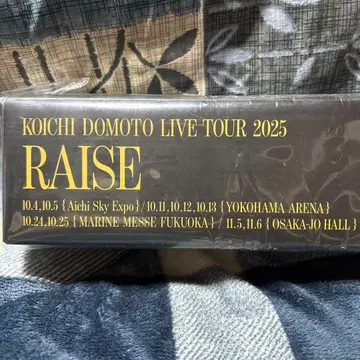 KOICHI DOMOTO LIVE TOUR 2025
RAISE
10.4,10.5 { Aichi Sky Expo } / 10.11, 10.12, 10.13 { YOKOHAMA ARENA }
10.24,10.25 { MARINE MESSE FUKUOKA } / 11.5, 11.6 { OSAKA-JO HALL }